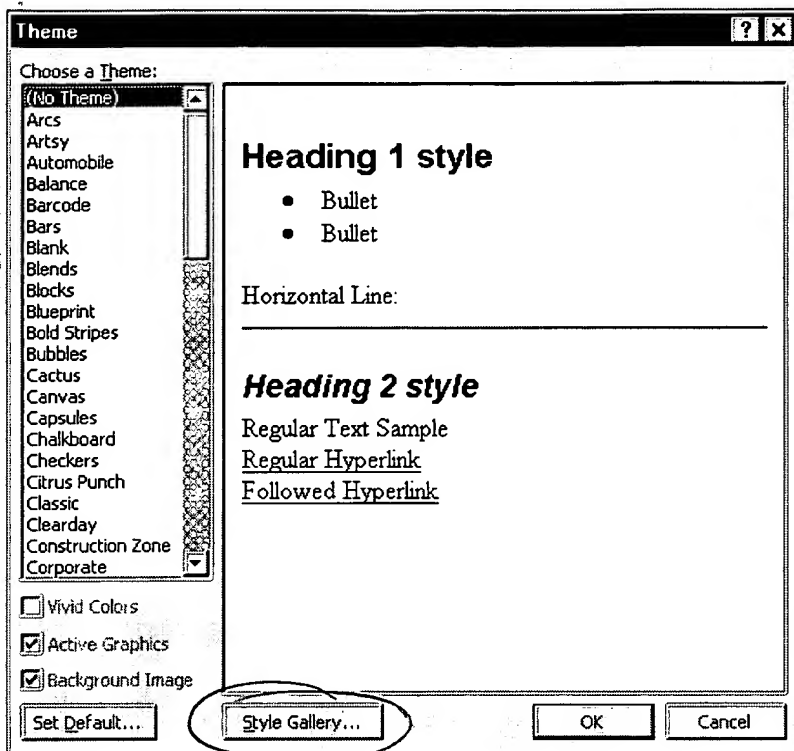 Theme
Choose a Theme:
(No Theme)
Arcs
Artsy
Automobile
Balance
Barcode
Bars
Blank
Blends
Blocks
Blueprint
Bold Stripes
Bubbles
Cactus
Canvas
Capsules
Chalkboard
Checkers
Citrus Punch
Classic
Clearday
Construction Zone
Corporate
Vivid Colors
Active Graphics
Background Image
Heading 1 style
• Bullet
• Bullet
Horizontal Line:
Heading 2 style
Regular Text Sample
Regular Hyperlink
Followed Hyperlink
Set Default...
Style Gallery...
OK
Cancel